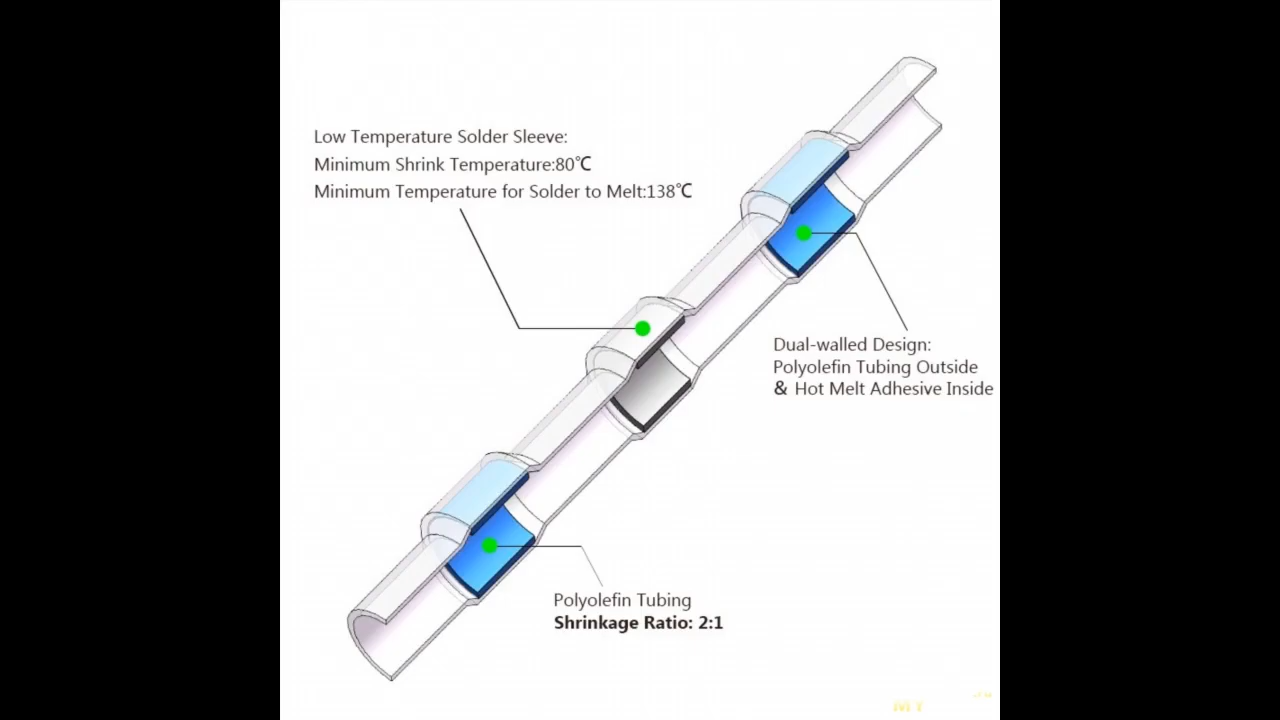 Low Temperature Solder Sleeve:
Minimum Shrink Temperature:80℃
Minimum Temperature for Solder to Melt:138℃
Dual-walled Design:
Polyolefin Tubing Outside
& Hot Melt Adhesive Inside
Polyolefin Tubing
Shrinkage Ratio: 2:1
MY